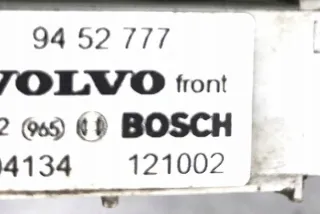 94 52 777
VOLVO front
2 (965) BOSCH
04134 121002